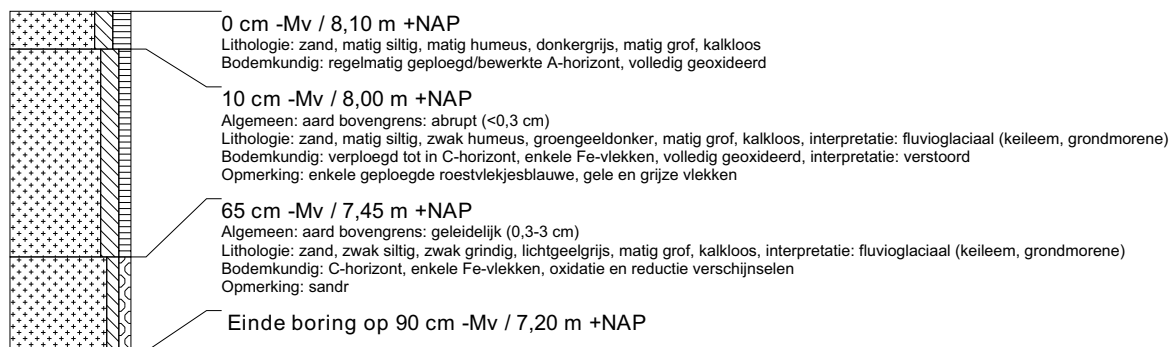 0 cm -Mv / 8,10 m +NAP
Lithologie: zand, matig siltig, matig humeus, donkergrijs, matig grof, kalkloos
Bodemkundig: regelmatig geploegd/bewerkte A-horizont, volledig geoxideerd
10 cm -Mv / 8,00 m +NAP
Algemeen: aard bovengrens: abrupt (<0,3 cm)
Lithologie: zand, matig siltig, zwak humeus, groengeeldonker, matig grof, kalkloos, interpretatie: fluvioglaciaal (keileem, grondmorene)
Bodemkundig: verploegd tot in C-horizont, enkele Fe-vlekken, volledig geoxideerd, interpretatie: verstoord
Opmerking: enkele geploegde roestvlekjesblauwe, gele en grijze vlekken
65 cm -Mv / 7,45 m +NAP
Algemeen: aard bovengrens: geleidelijk (0,3-3 cm)
Lithologie: zand, zwak siltig, zwak grindig, lichtgeelgrijs, matig grof, kalkloos, interpretatie: fluvioglaciaal (keileem, grondmorene)
Bodemkundig: C-horizont, enkele Fe-vlekken, oxidatie en reductie verschijnselen
Opmerking: sandr
Einde boring op 90 cm -Mv / 7,20 m +NAP